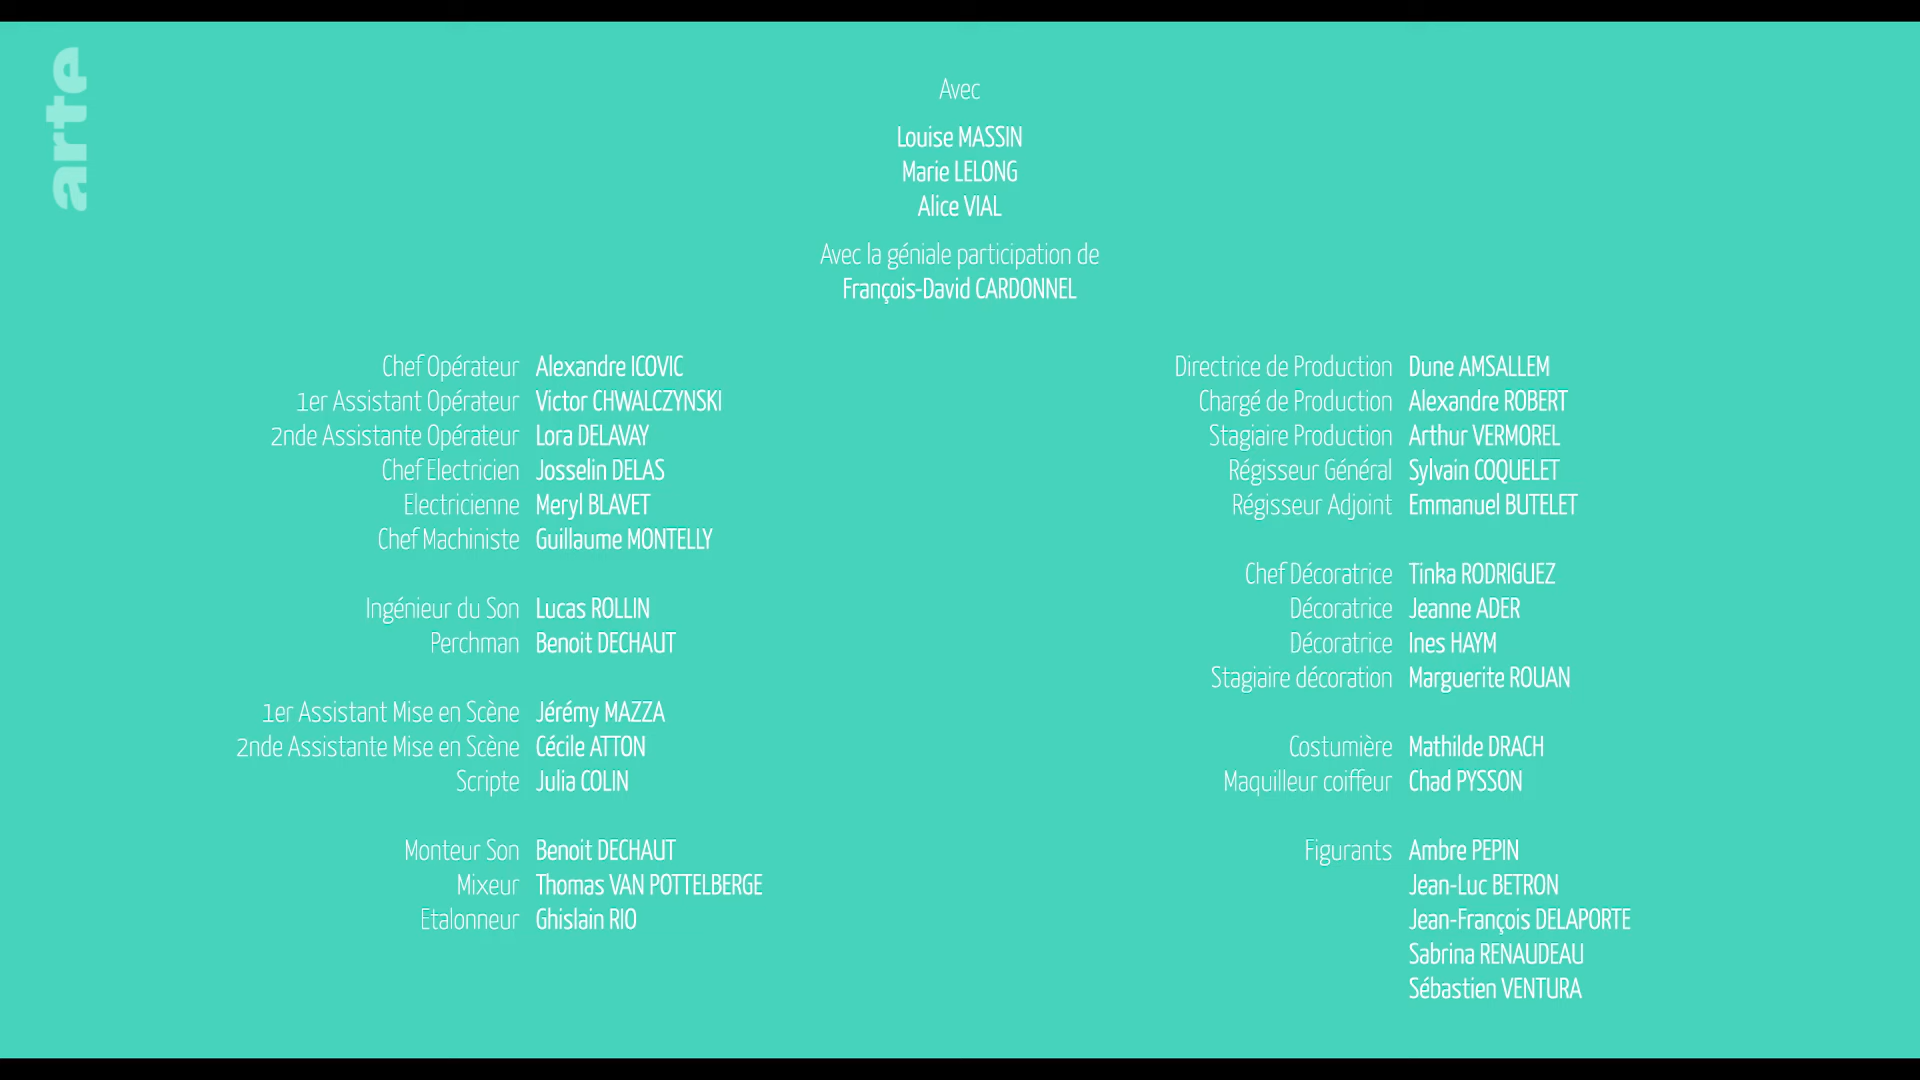 arte
Avec
Louise MASSIN
Marie LELONG
Alice VIAL
Avec la géniale participation de
François-David CARDONNEL
Chef Opérateur Alexandre ICOVIC
1er Assistant Opérateur Victor CHWALCZYNSKI
2nde Assistante Opérateur Lora DELAVAY
Chef Electricien Josselin DELAS
Electricienne Meryl BLAVET
Chef Machiniste Guillaume MONTELLY
Ingénieur du Son Lucas ROLLIN
Perchman Benoit DECHAUT
1er Assistant Mise en Scène Jérémy MAZZA
2nde Assistante Mise en Scène Cécile ATTON
Scripte Julia COLIN
Monteur Son Benoit DECHAUT
Mixeur Thomas VAN POTTELBERGE
Etalonneur Ghislain RIO
Directrice de Production Dune AMSALLEM
Chargé de Production Alexandre ROBERT
Stagiaire Production Arthur VERMOREL
Régisseur Général Sylvain COQUELET
Régisseur Adjoint Emmanuel BUTELET
Chef Décoratrice Tinka RODRIGUEZ
Décoratrice Jeanne ADER
Décoratrice Ines HAYM
Stagiaire décoration Marguerite ROUAN
Costumière Mathilde DRACH
Maquilleur coiffeur Chad PYSSON
Figurants Ambre PEPIN
Jean-Luc BETRON
Jean-François DELAPORTE
Sabrina RENAUDEAU
Sébastien VENTURA